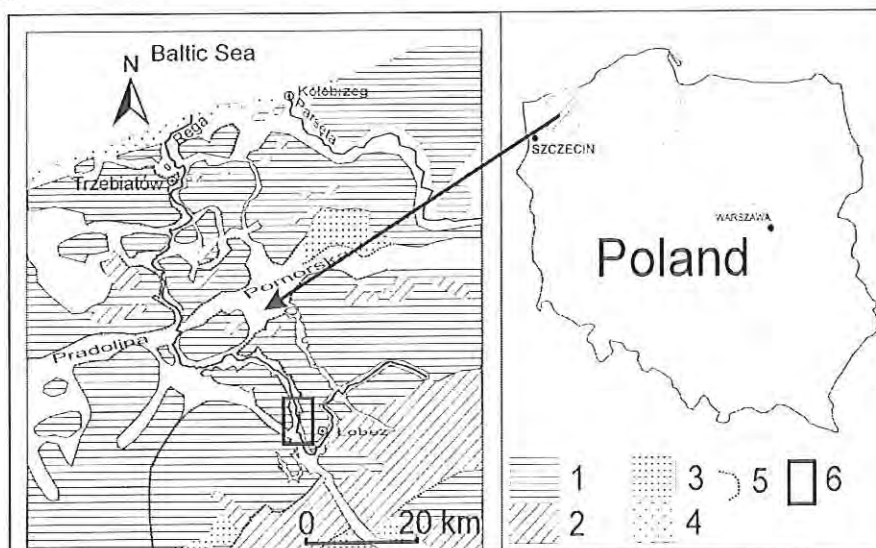 Baltic Sea
N
Kołobrzeg
Parsęta
Rega
Trzebiatów
Pomorska
Pradolina
Łobez
0 20 km
SZCZECIN
WARSZAWA
Poland
1 3 5 6
2 4